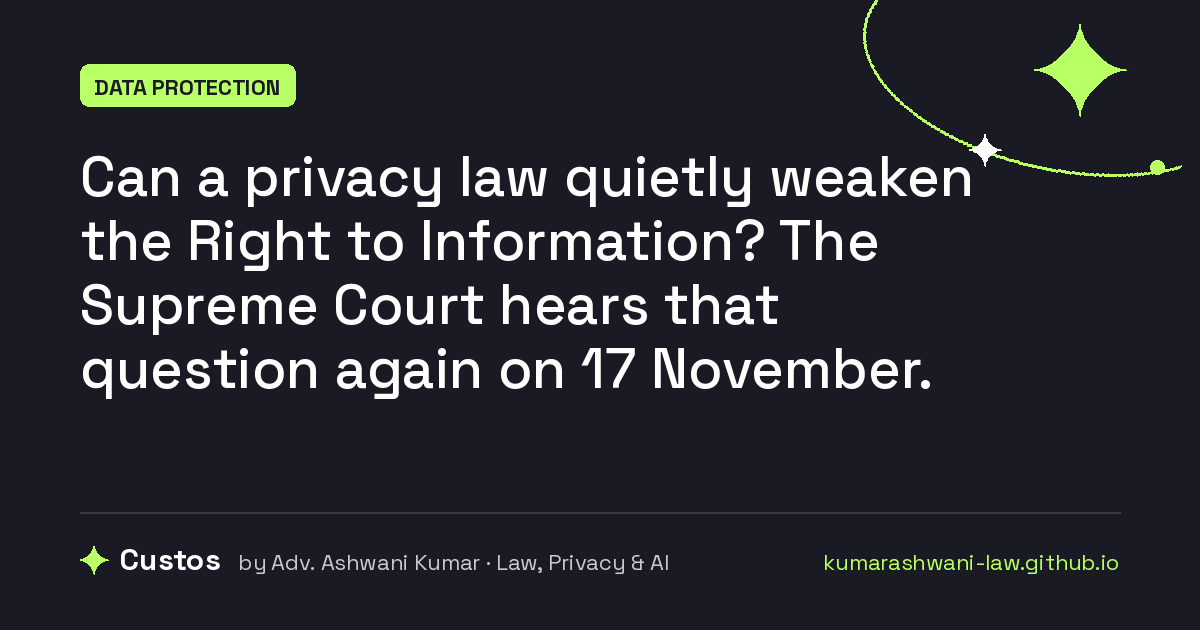 DATA PROTECTION
Can a privacy law quietly weaken
the Right to Information? The
Supreme Court hears that
question again on 17 November.
Custos by Adv. Ashwani Kumar · Law, Privacy & AI
kumarashwani-law.github.io